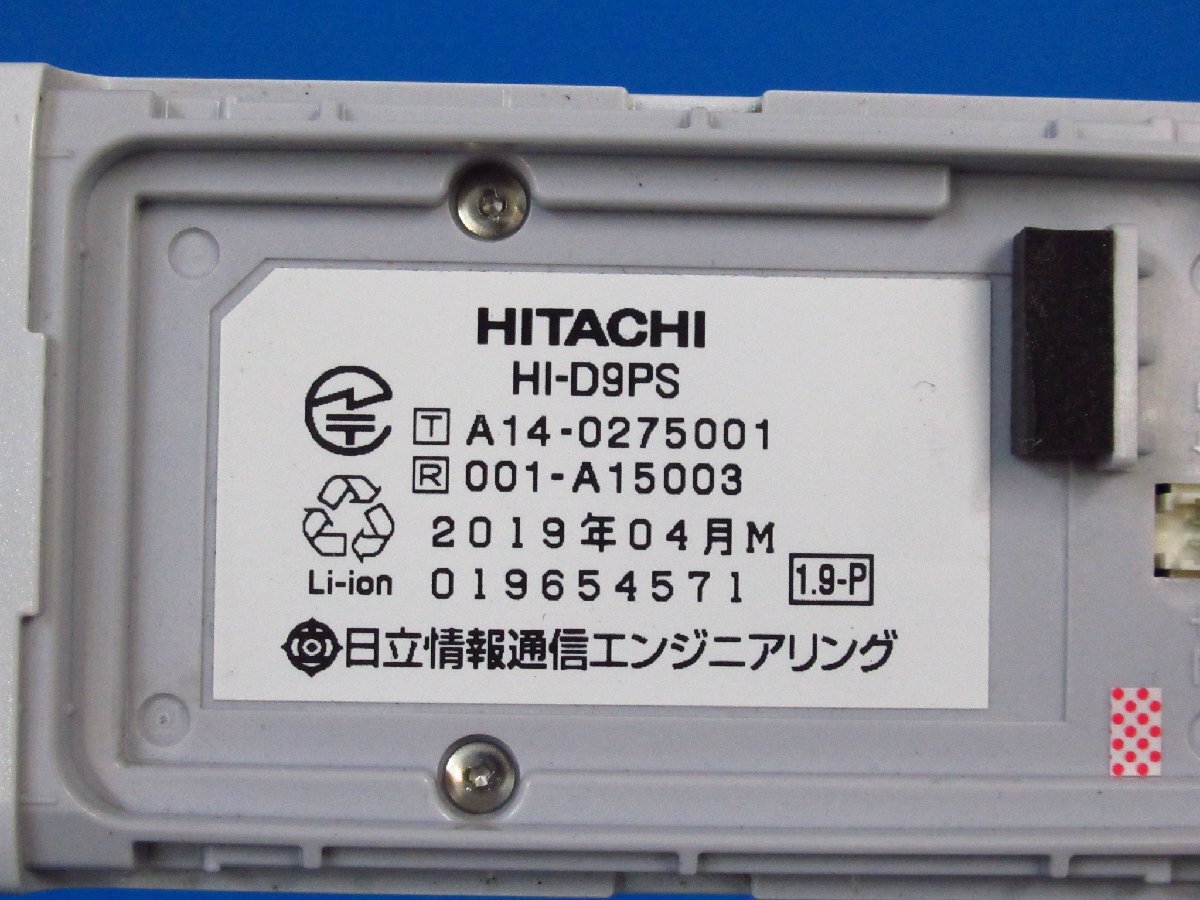 HITACHI
HI-D9PS
T A14-0275001
R 001-A15003
2019年04月M
Li-ion 019654571 1.9-P
日立情報通信エンジニアリング